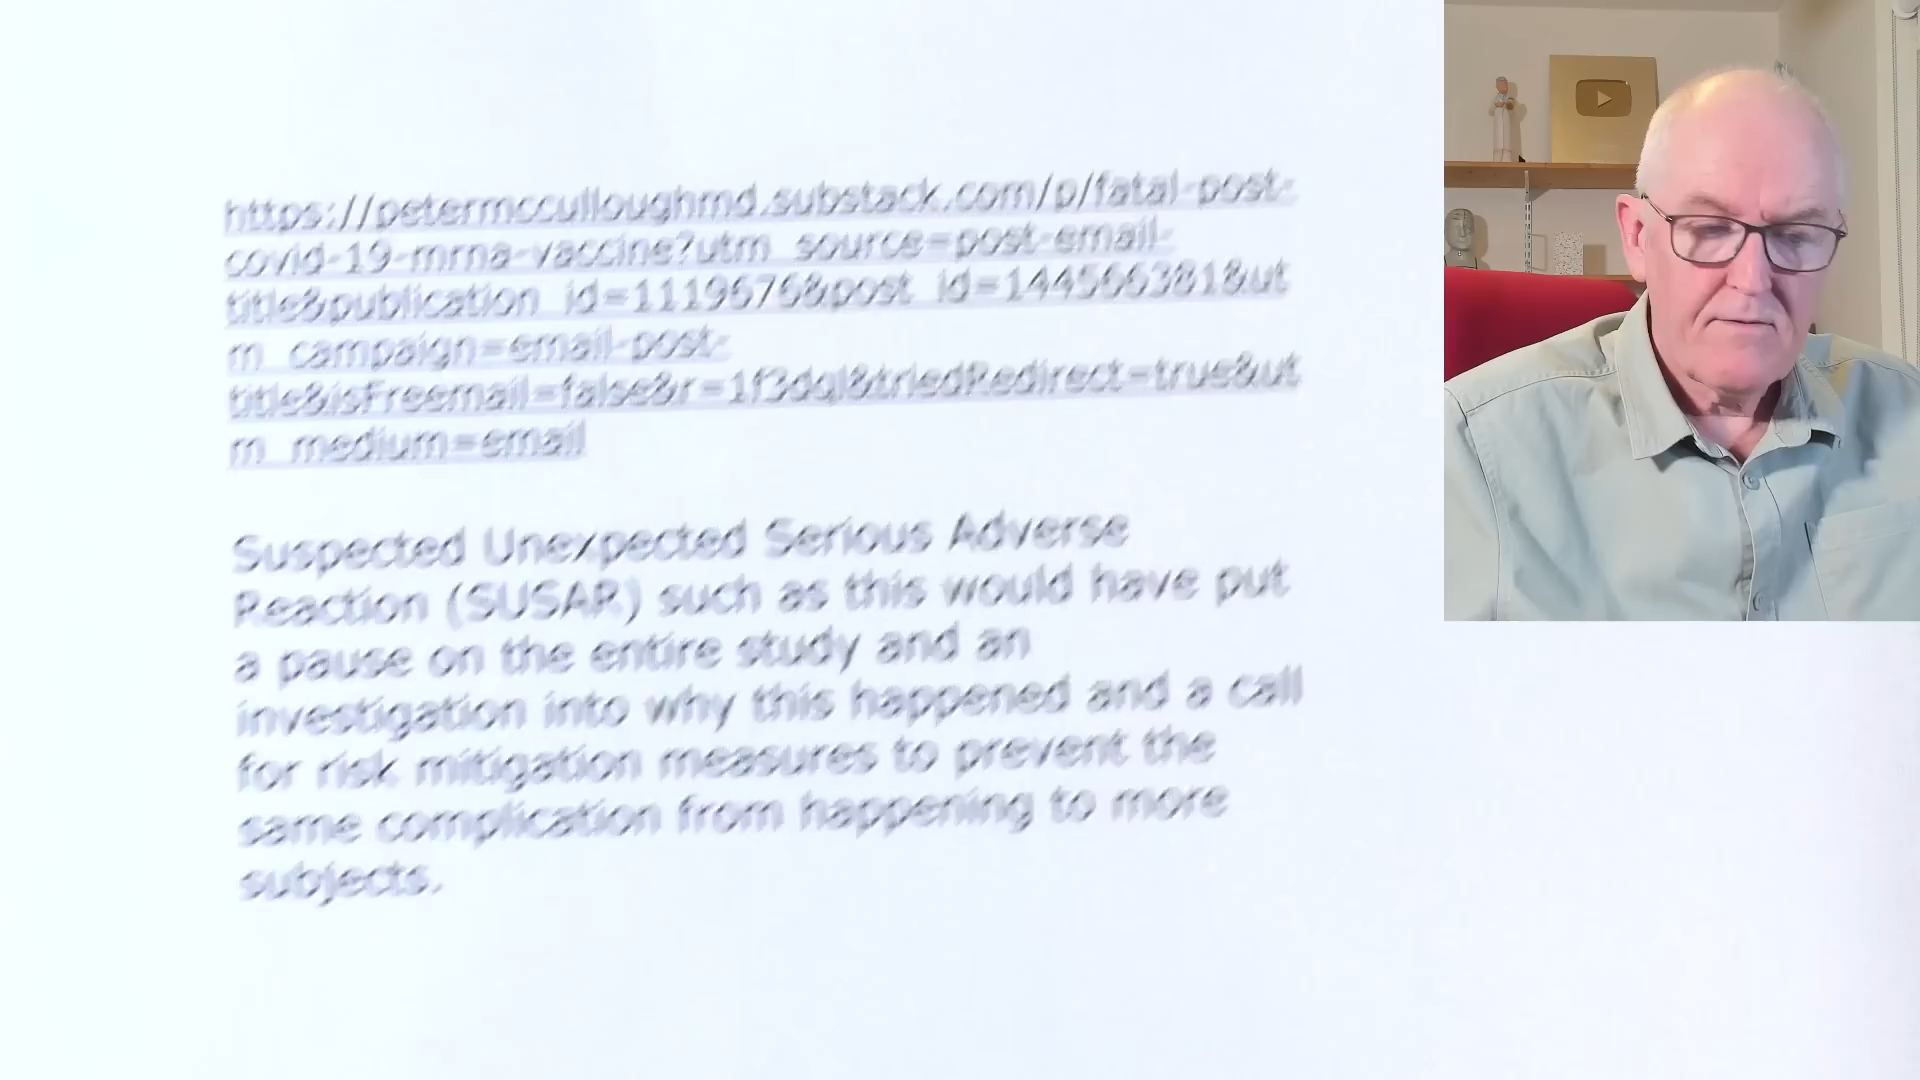 https://petermcculloughmd.substack.com/p/fatal-post-
covid-19-mrna-vaccine?utm_source=post-email-
title&publication_id=1119676&post_id=144566381&ut
m_campaign=email-post-
title&isFreemail=false&r=1f3dql&triedRedirect=true&ut
m_medium=email
Suspected Unexpected Serious Adverse
Reaction (SUSAR) such as this would have put
a pause on the entire study and an
investigation into why this happened and a call
for risk mitigation measures to prevent the
same complication from happening to more
subjects.